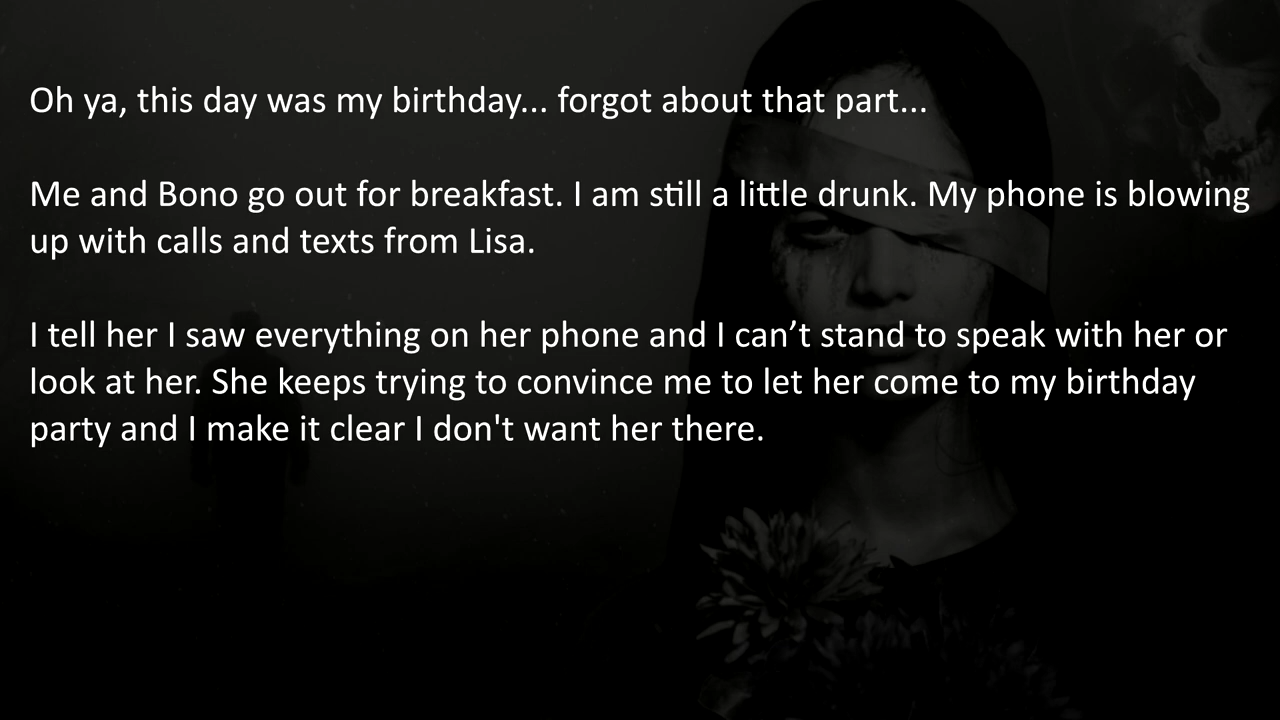 Oh ya, this day was my birthday... forgot about that part...
Me and Bono go out for breakfast. I am still a little drunk. My phone is blowing
up with calls and texts from Lisa.
I tell her I saw everything on her phone and I can’t stand to speak with her or
look at her. She keeps trying to convince me to let her come to my birthday
party and I make it clear I don't want her there.